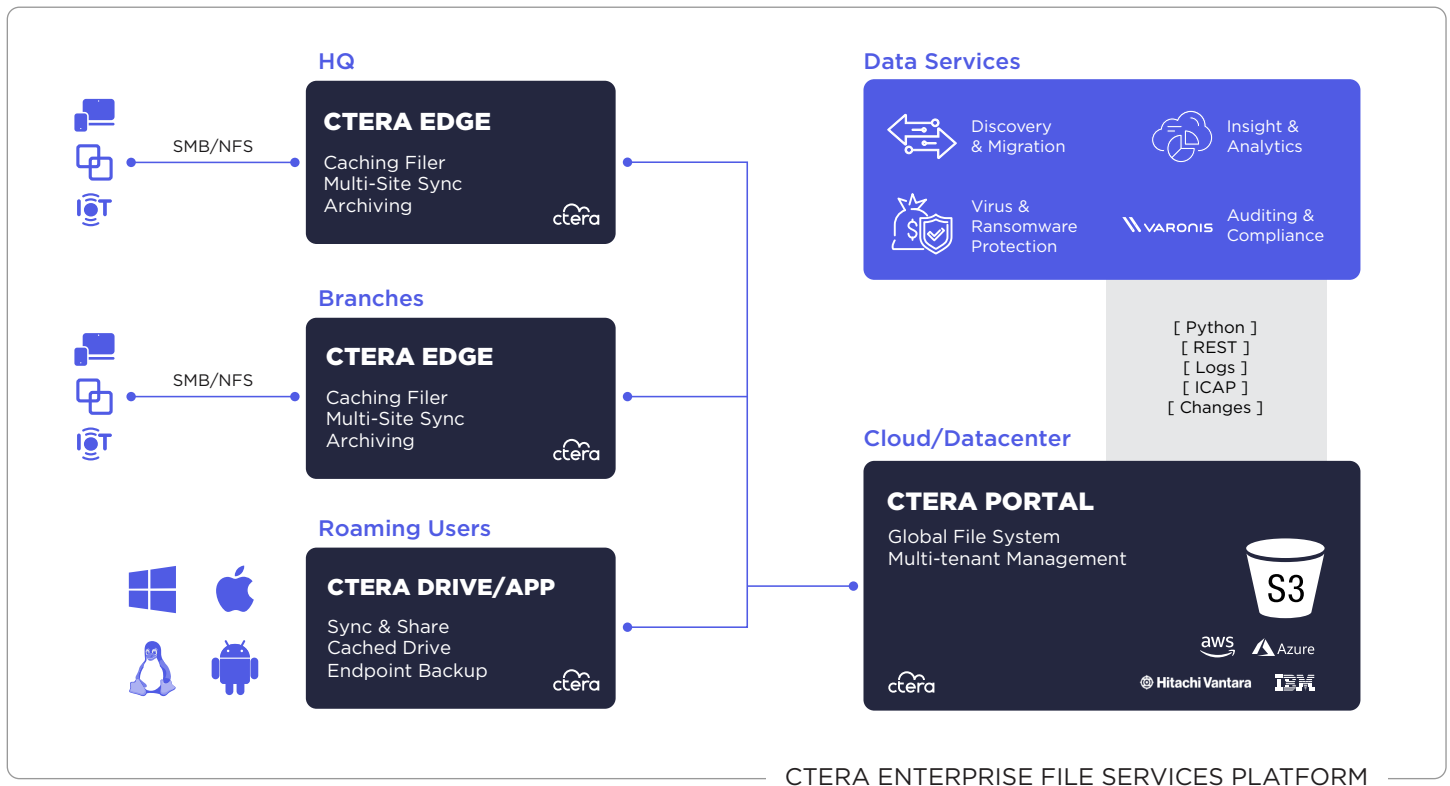 HQ
CTERA EDGE
Caching Filer
Multi-Site Sync
Archiving
ctera
SMB/NFS
IOT
Branches
CTERA EDGE
Caching Filer
Multi-Site Sync
Archiving
ctera
SMB/NFS
IOT
Roaming Users
CTERA DRIVE/APP
Sync & Share
Cached Drive
Endpoint Backup
ctera
Data Services
Discovery
& Migration
Insight &
Analytics
$
Virus &
Ransomware
Protection
VARONIS
Auditing &
Compliance
[ Python ]
[ REST ]
[ Logs ]
[ ICAP ]
[ Changes ]
Cloud/Datacenter
CTERA PORTAL
Global File System
Multi-tenant Management
S3
aws
Azure
ctera
Hitachi Vantara
IBM
CTERA ENTERPRISE FILE SERVICES PLATFORM